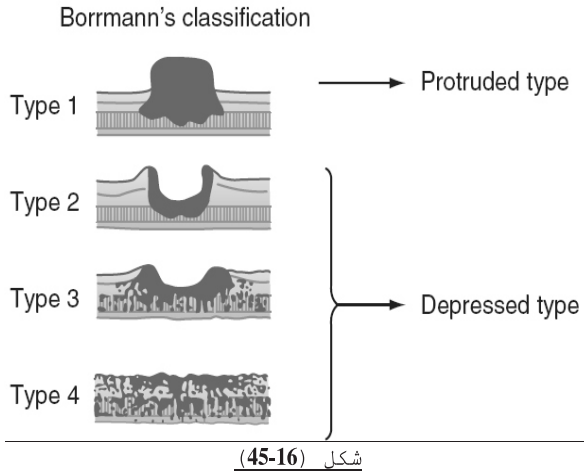 Borrmann's classification
Type 1
Protruded type
Type 2
Type 3
Depressed type
Type 4
شكل (45-16)